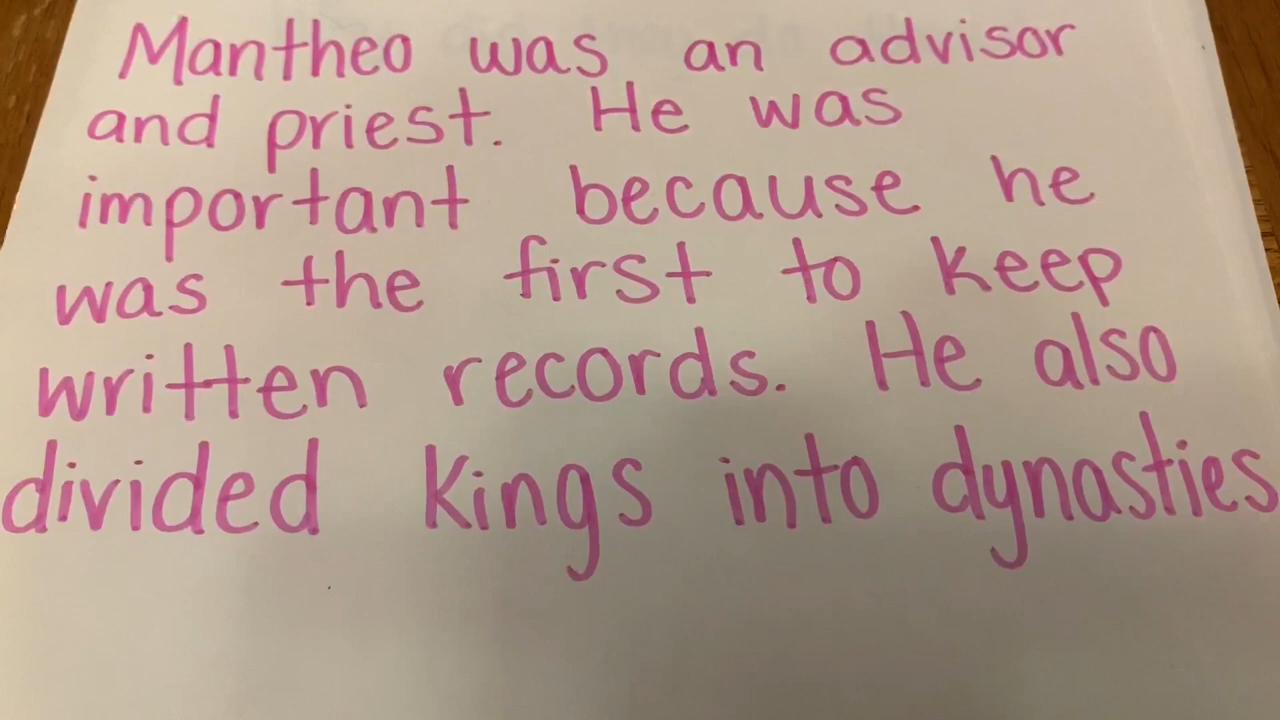 Mantheo was an advisor
and priest. He was
important because he
was the first to keep
written records. He also
divided kings into dynasties